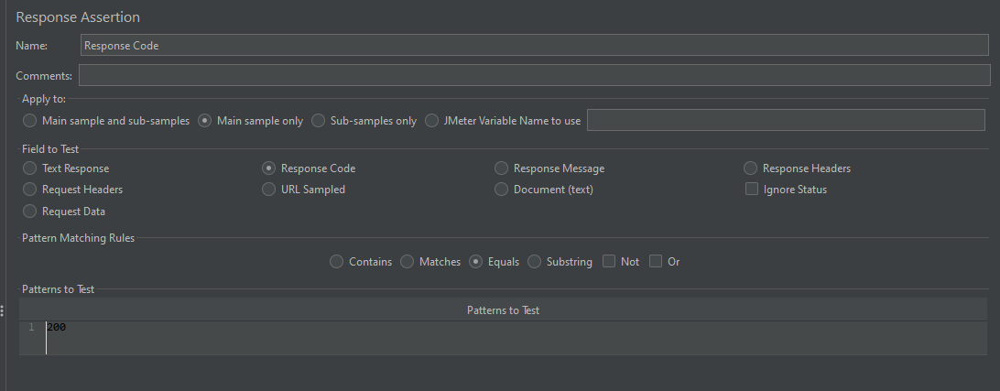 Response Assertion
Name: Response Code
Comments:
Apply to:
Main sample and sub-samples Main sample only Sub-samples only JMeter Variable Name to use
Field to Test
Text Response Response Code Response Message Response Headers
Request Headers URL Sampled Document (text) Ignore Status
Request Data
Pattern Matching Rules
Contains Matches Equals Substring Not Or
Patterns to Test
Patterns to Test
1 200